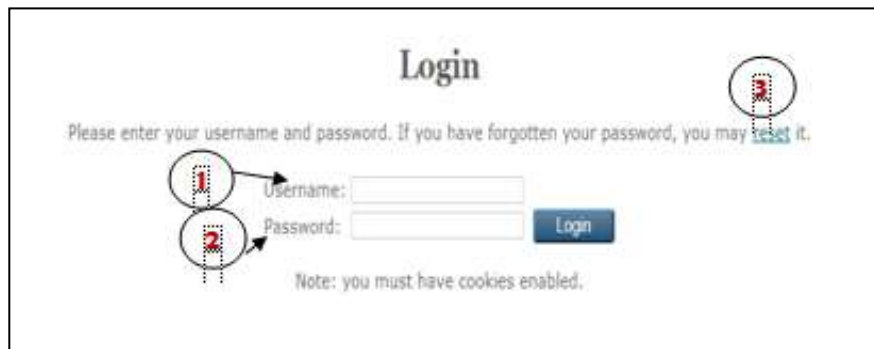 Login
3
Please enter your username and password. If you have forgotten your password, you may reset it.
1
Username:
2
Password: Login
Note: you must have cookies enabled.